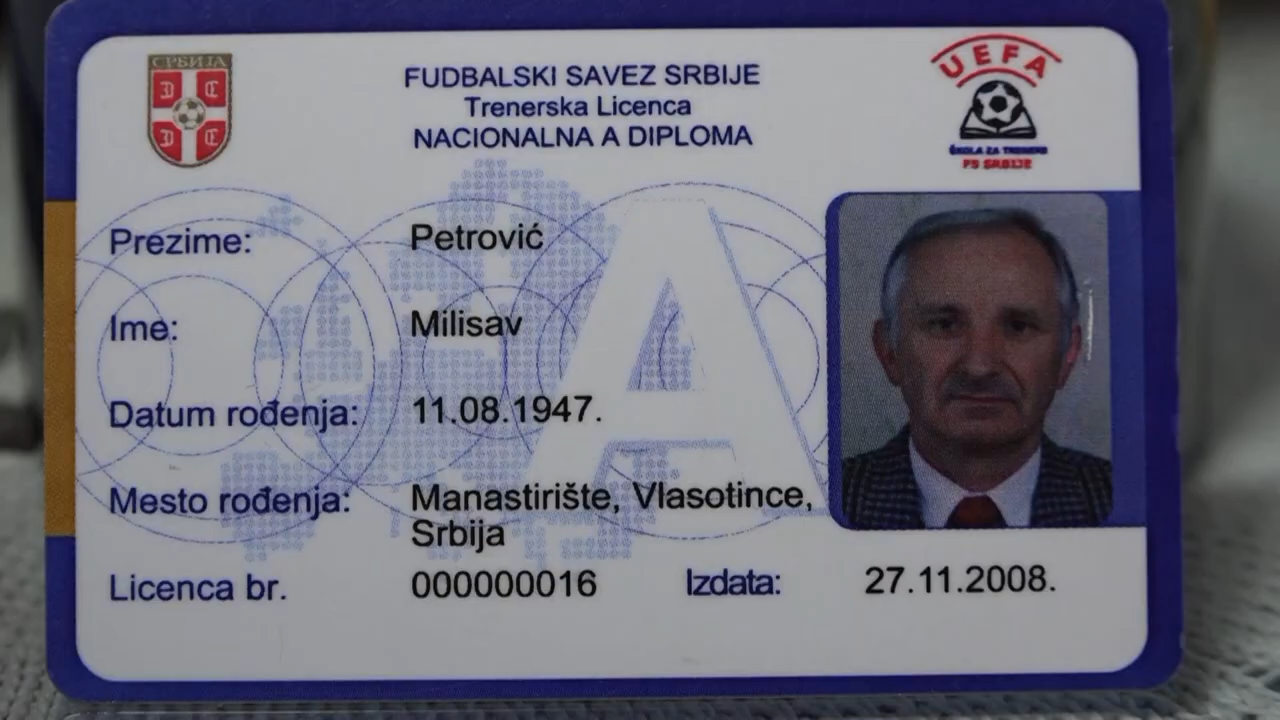 СРБИЈА
FUDBALSKI SAVEZ SRBIJE
Trenerska Licenca
NACIONALNA A DIPLOMA
UEFA
ŠKOLA ZA TRENERE
FS SRBIJE
Prezime: Petrović
Ime: Milisav
Datum rođenja: 11.08.1947.
Mesto rođenja: Manastirište, Vlasotince,
Srbija
Licenca br. 000000016 Izdata: 27.11.2008.
A